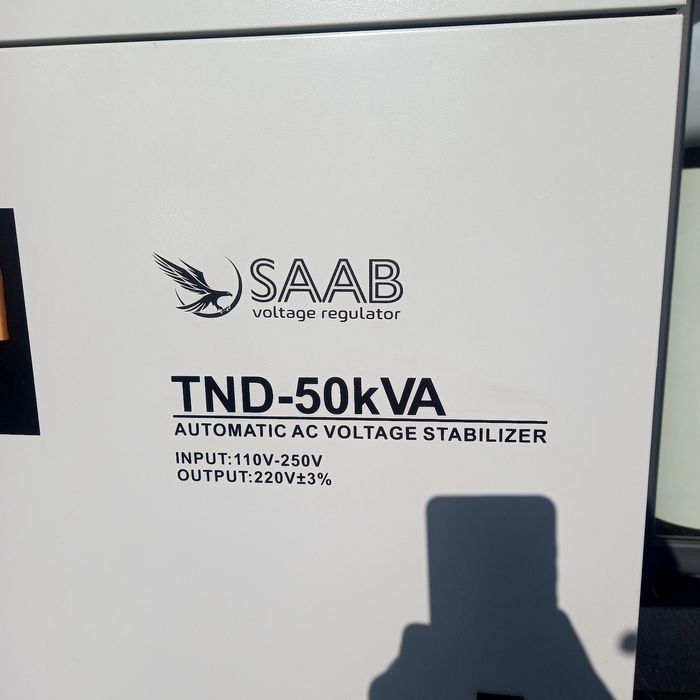 SAAB
voltage regulator
TND-50kVA
AUTOMATIC AC VOLTAGE STABILIZER
INPUT:110V-250V
OUTPUT:220V±3%